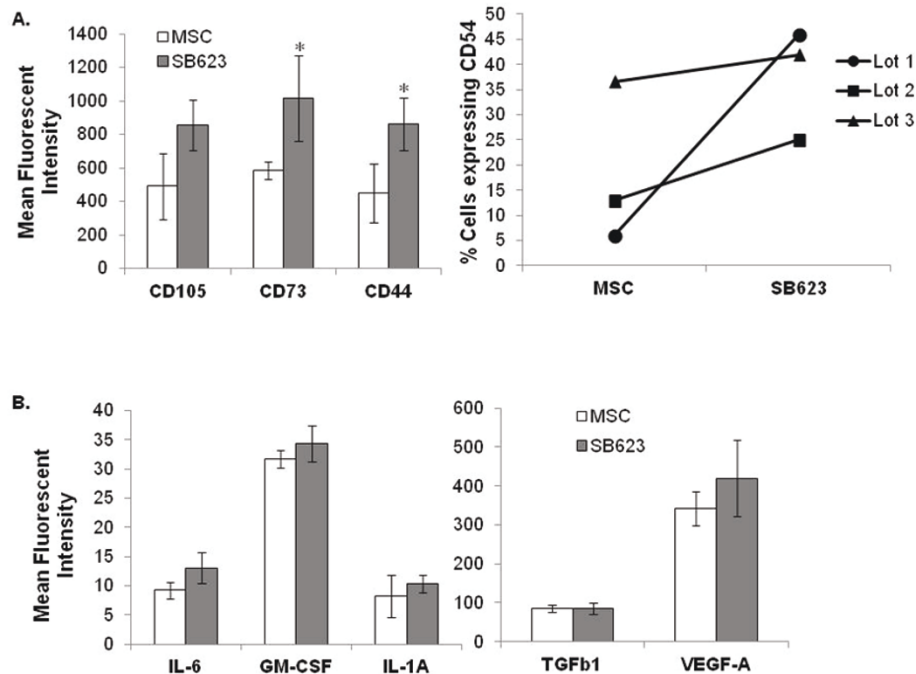 A.
Mean Fluorescent
Intensity
1400
1200
1000
800
600
400
200
0
MSC
SB623
*
*
CD105 CD73 CD44
% Cells expressing CD54
50
45
40
35
30
25
20
15
10
5
0
MSC SB623
Lot 1
Lot 2
Lot 3
B.
Mean Fluorescent
Intensity
40
35
30
25
20
15
10
5
0
IL-6 GM-CSF IL-1A
600
500
400
300
200
100
0
MSC
SB623
TGFb1 VEGF-A